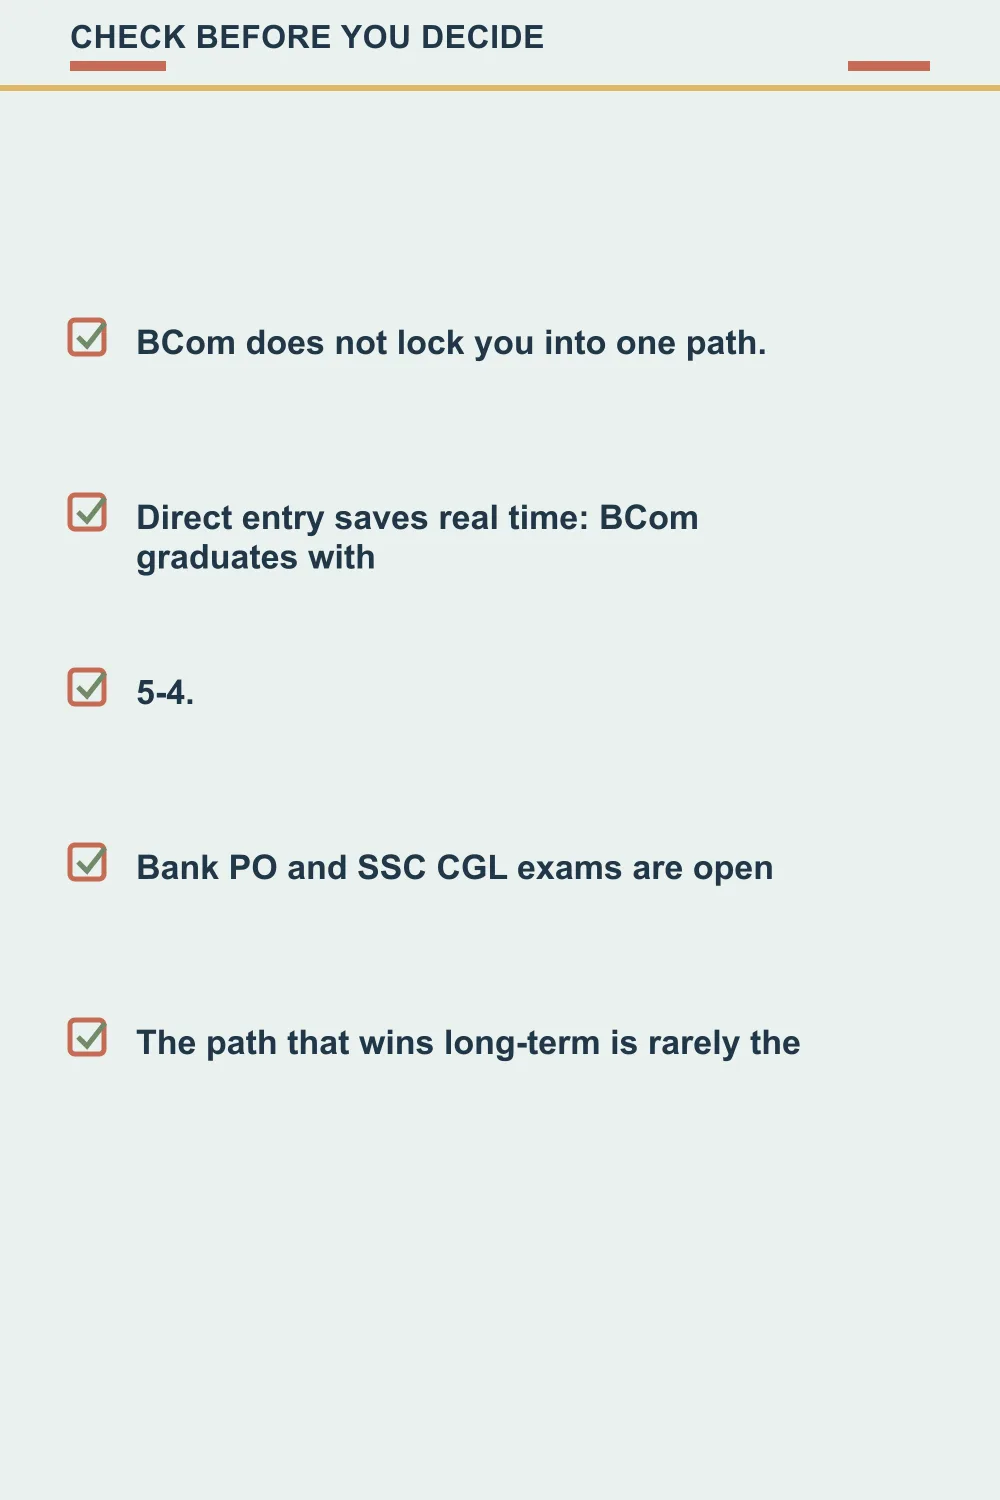 CHECK BEFORE YOU DECIDE
BCom does not lock you into one path.
Direct entry saves real time: BCom
graduates with
5-4.
Bank PO and SSC CGL exams are open
The path that wins long-term is rarely the